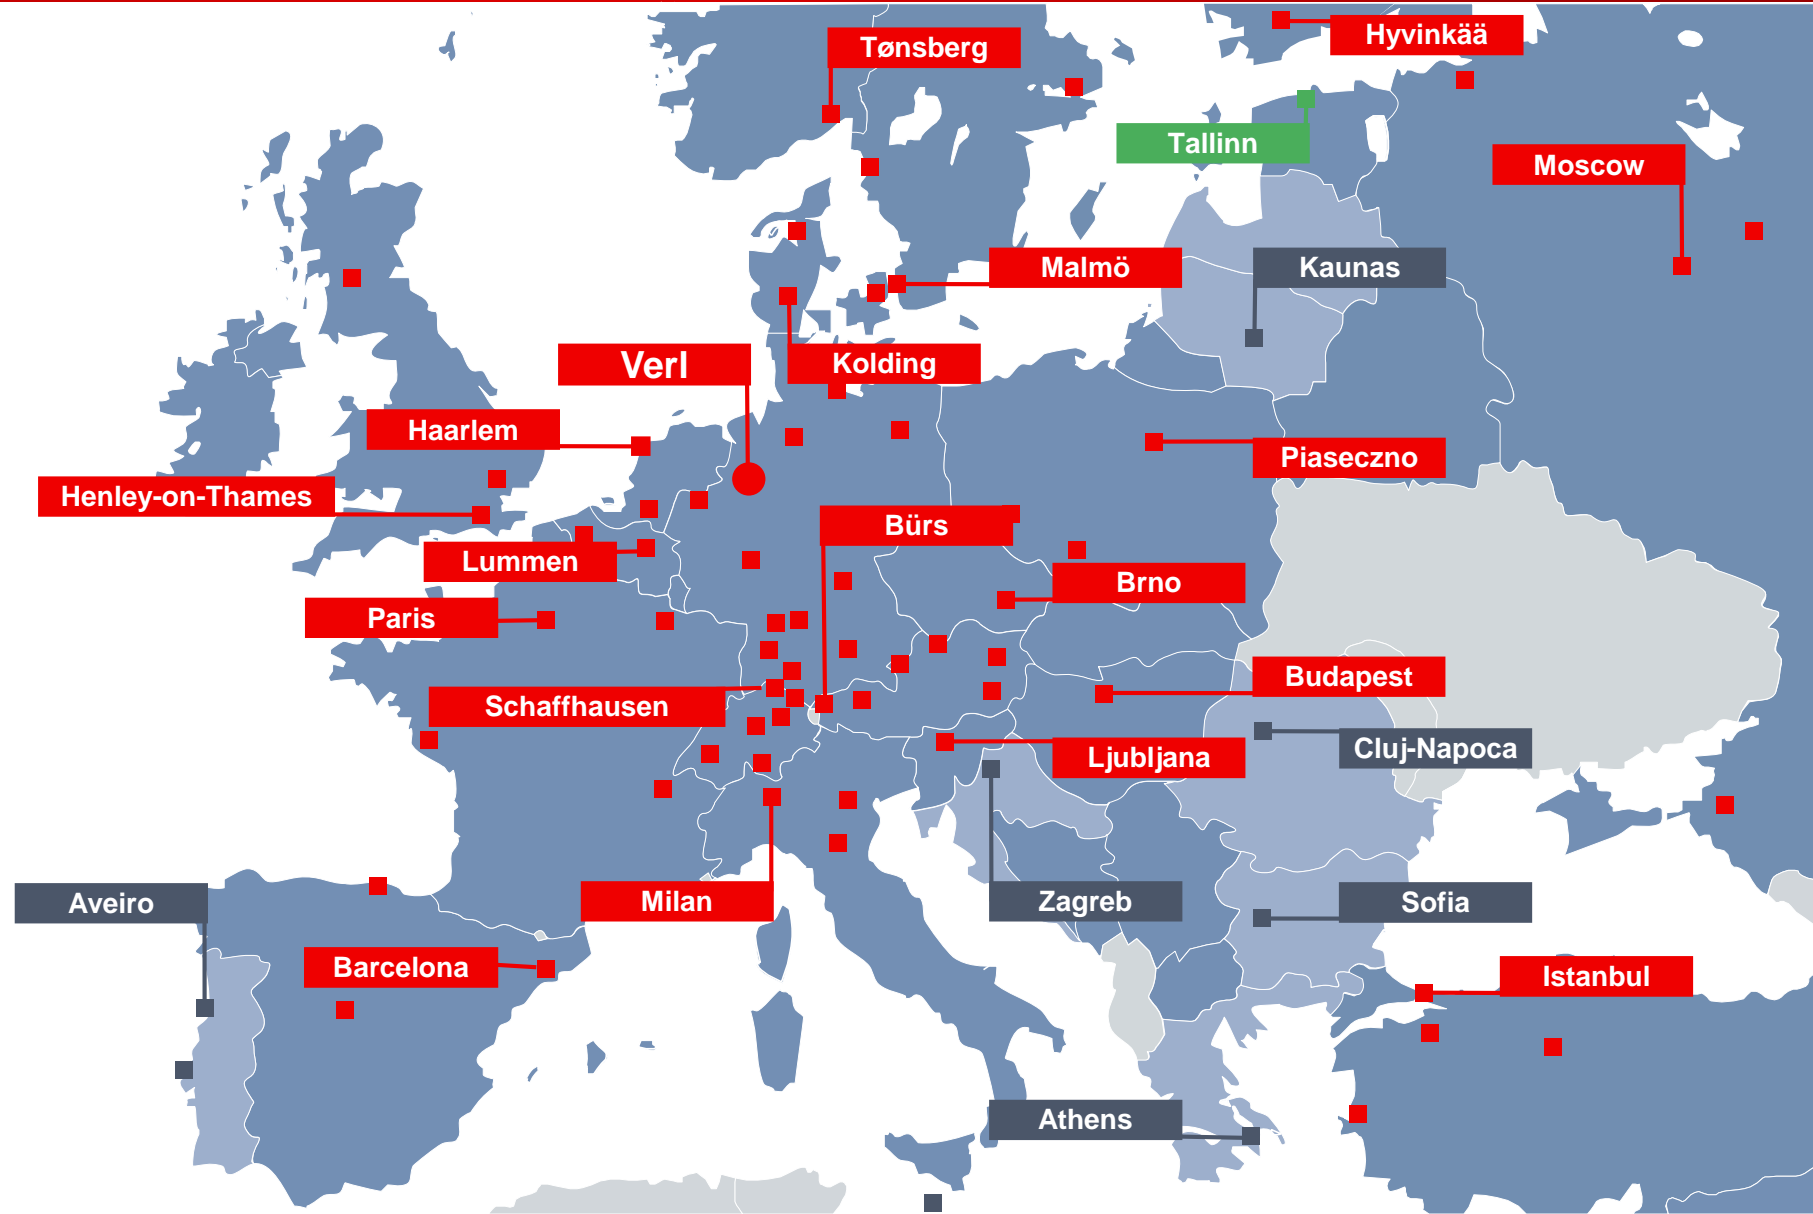 Tønsberg
Hyvinkää
Tallinn
Moscow
Malmö
Kaunas
Verl
Kolding
Haarlem
Piaseczno
Henley-on-Thames
Bürs
Lummen
Brno
Paris
Budapest
Schaffhausen
Ljubljana
Cluj-Napoca
Aveiro
Milan
Zagreb
Sofia
Barcelona
Istanbul
Athens